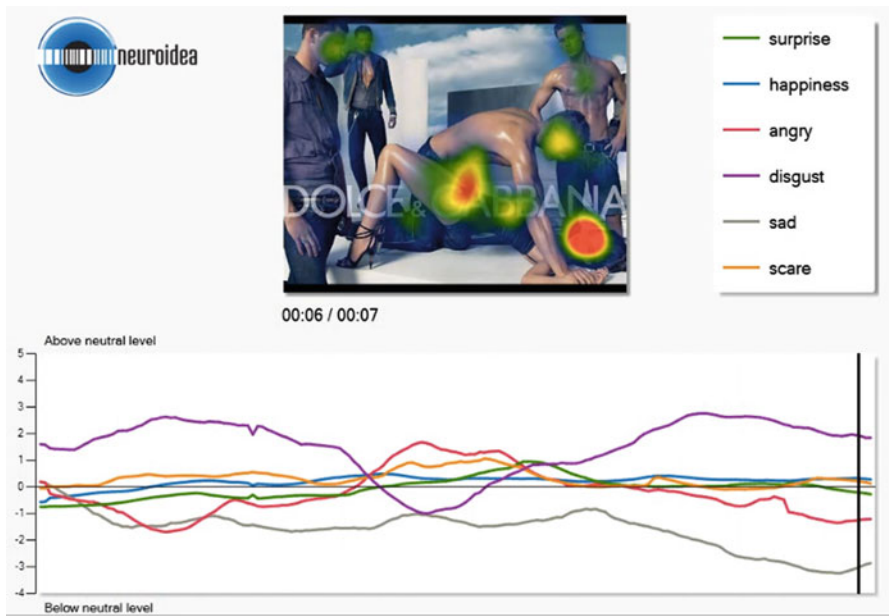 neuroidea
DOLCE & GABBANA
surprise
happiness
angry
disgust
sad
scare
00:06 / 00:07
Above neutral level
5
4
3
2
1
0
-1
-2
-3
-4
Below neutral level